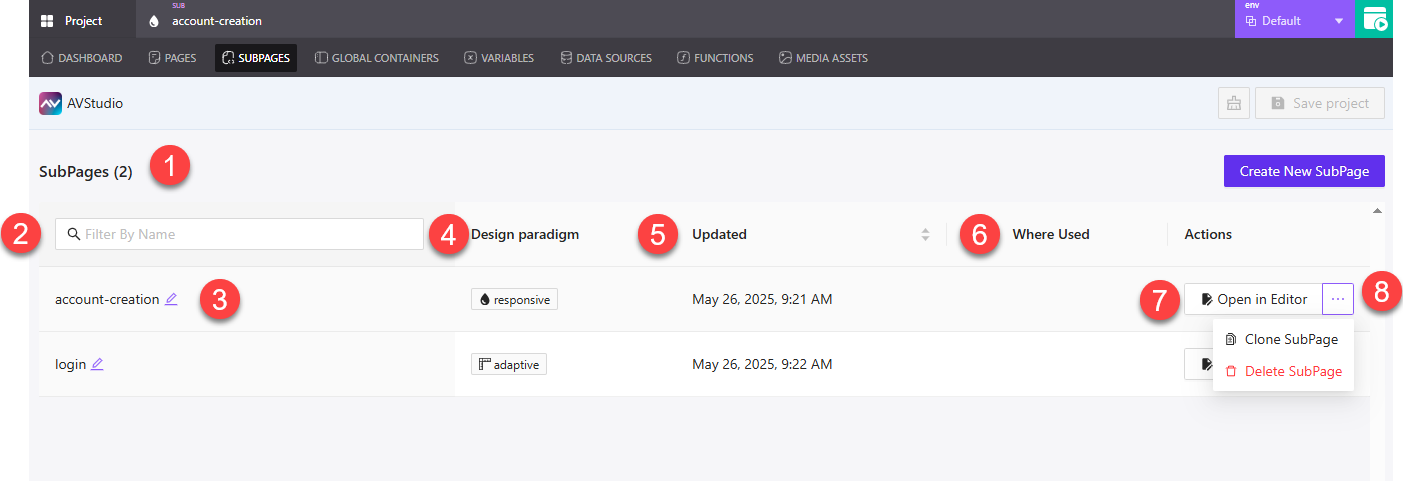 Project
SUB
account-creation
env
Default
DASHBOARD PAGES SUBPAGES GLOBAL CONTAINERS VARIABLES DATA SOURCES FUNCTIONS MEDIA ASSETS
AV AVStudio
Save project
SubPages (2) 1
Create New SubPage
2 Filter By Name 4 Design paradigm 5 Updated 6 Where Used Actions
account-creation 3 responsive May 26, 2025, 9:21 AM 7 Open in Editor ... 8
Clone SubPage
login adaptive May 26, 2025, 9:22 AM
Delete SubPage